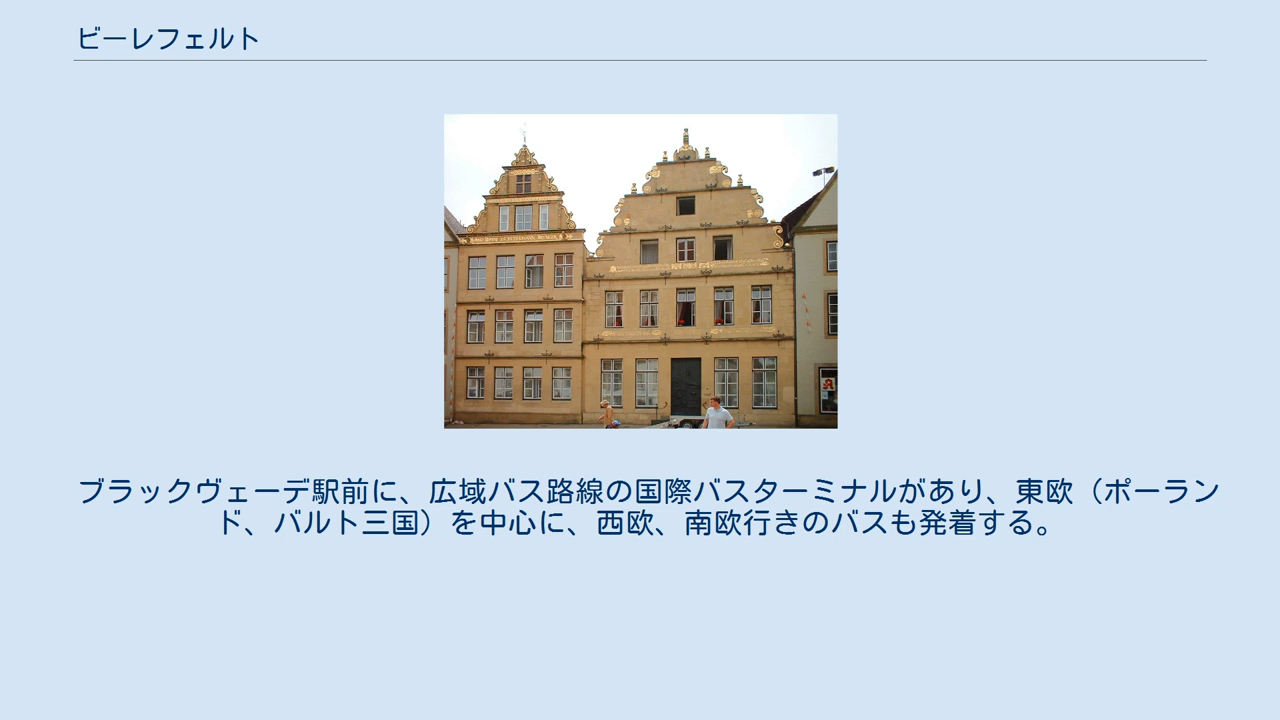 ビーレフェルト
ブラックヴェーデ駅前に、広域バス路線の国際バスターミナルがあり、東欧（ポーラン
ド、バルト三国）を中心に、西欧、南欧行きのバスも発着する。